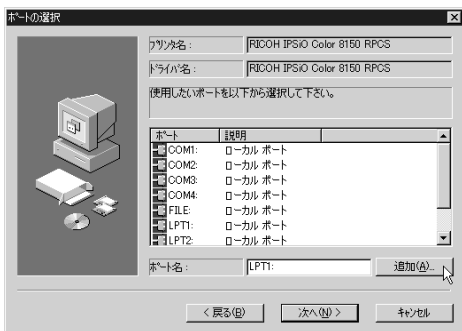 ポートの選択
プリンタ名： RICOH IPSiO Color 8150 RPCS
ドライバ名： RICOH IPSiO Color 8150 RPCS
使用したいポートを以下から選択して下さい。
ポート 説明
COM1: ローカル ポート
COM2: ローカル ポート
COM3: ローカル ポート
COM4: ローカル ポート
FILE: ローカル ポート
LPT1: ローカル ポート
LPT2: ローカル ポート
ポート名： LPT1: 追加(A)...
< 戻る(B) 次へ(N) > キャンセル